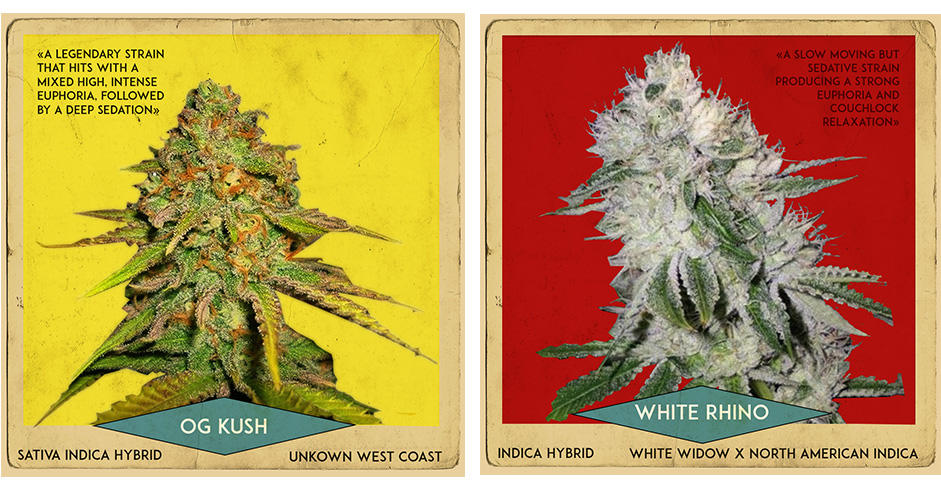 «A LEGENDARY STRAIN
THAT HITS WITH A
MIXED HIGH, INTENSE
EUPHORIA, FOLLOWED
BY A DEEP SEDATION»
OG KUSH
SATIVA INDICA HYBRID
UNKOWN WEST COAST
«A SLOW MOVING BUT
SEDATIVE STRAIN
PRODUCING A STRONG
EUPHORIA AND
COUCHLOCK
RELAXATION»
WHITE RHINO
INDICA HYBRID
WHITE WIDOW X NORTH AMERICAN INDICA